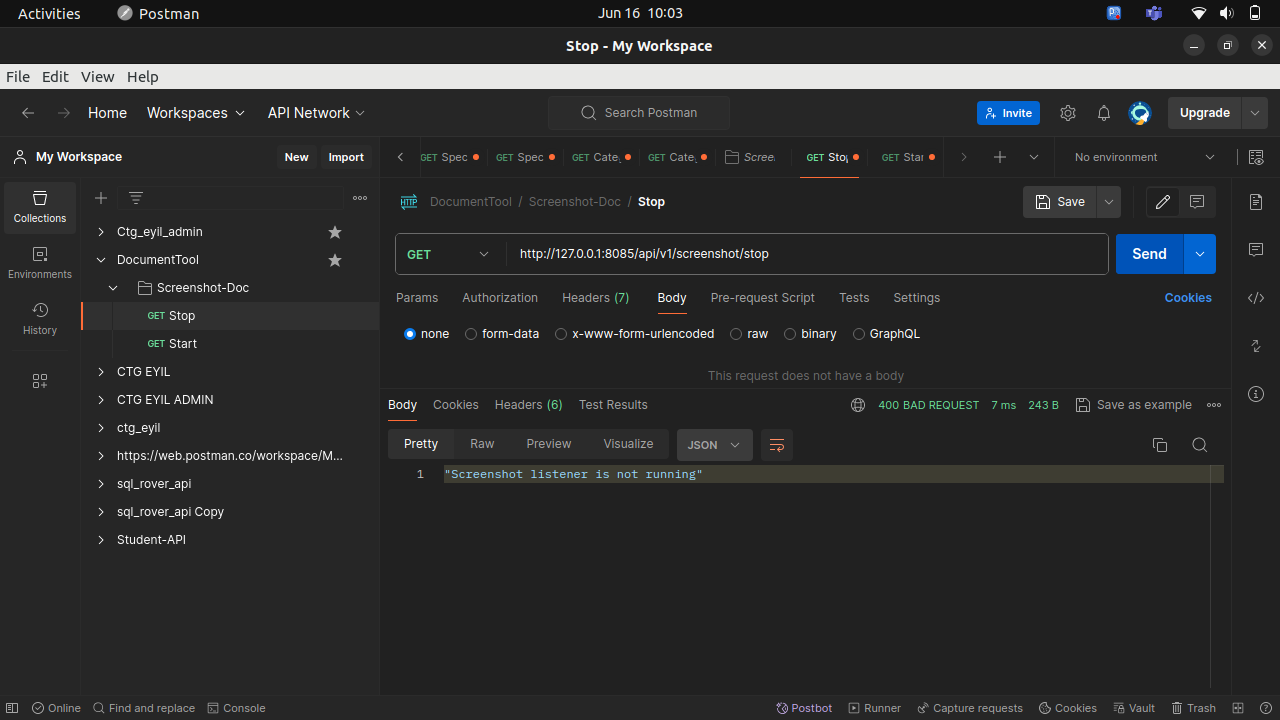 Activities Postman Jun 16 10:03
Stop - My Workspace
File Edit View Help
Home Workspaces API Network Search Postman Invite Upgrade
My Workspace New Import GET Spec GET Spec GET Cate GET Cate Scree GET Stop GET Star No environment
Collections
Environments
History
Ctg_eyil_admin
DocumentTool
Screenshot-Doc
GET Stop
GET Start
CTG EYIL
CTG EYIL ADMIN
ctg_eyil
https://web.postman.co/workspace/M...
sql_rover_api
sql_rover_api Copy
Student-API
HTTP DocumentTool / Screenshot-Doc / Stop Save
GET http://127.0.0.1:8085/api/v1/screenshot/stop Send
Params Authorization Headers (7) Body Pre-request Script Tests Settings Cookies
none form-data x-www-form-urlencoded raw binary GraphQL
This request does not have a body
Body Cookies Headers (6) Test Results 400 BAD REQUEST 7 ms 243 B Save as example
Pretty Raw Preview Visualize JSON
1 "Screenshot listener is not running"
Online Find and replace Console Postbot Runner Capture requests Cookies Vault Trash